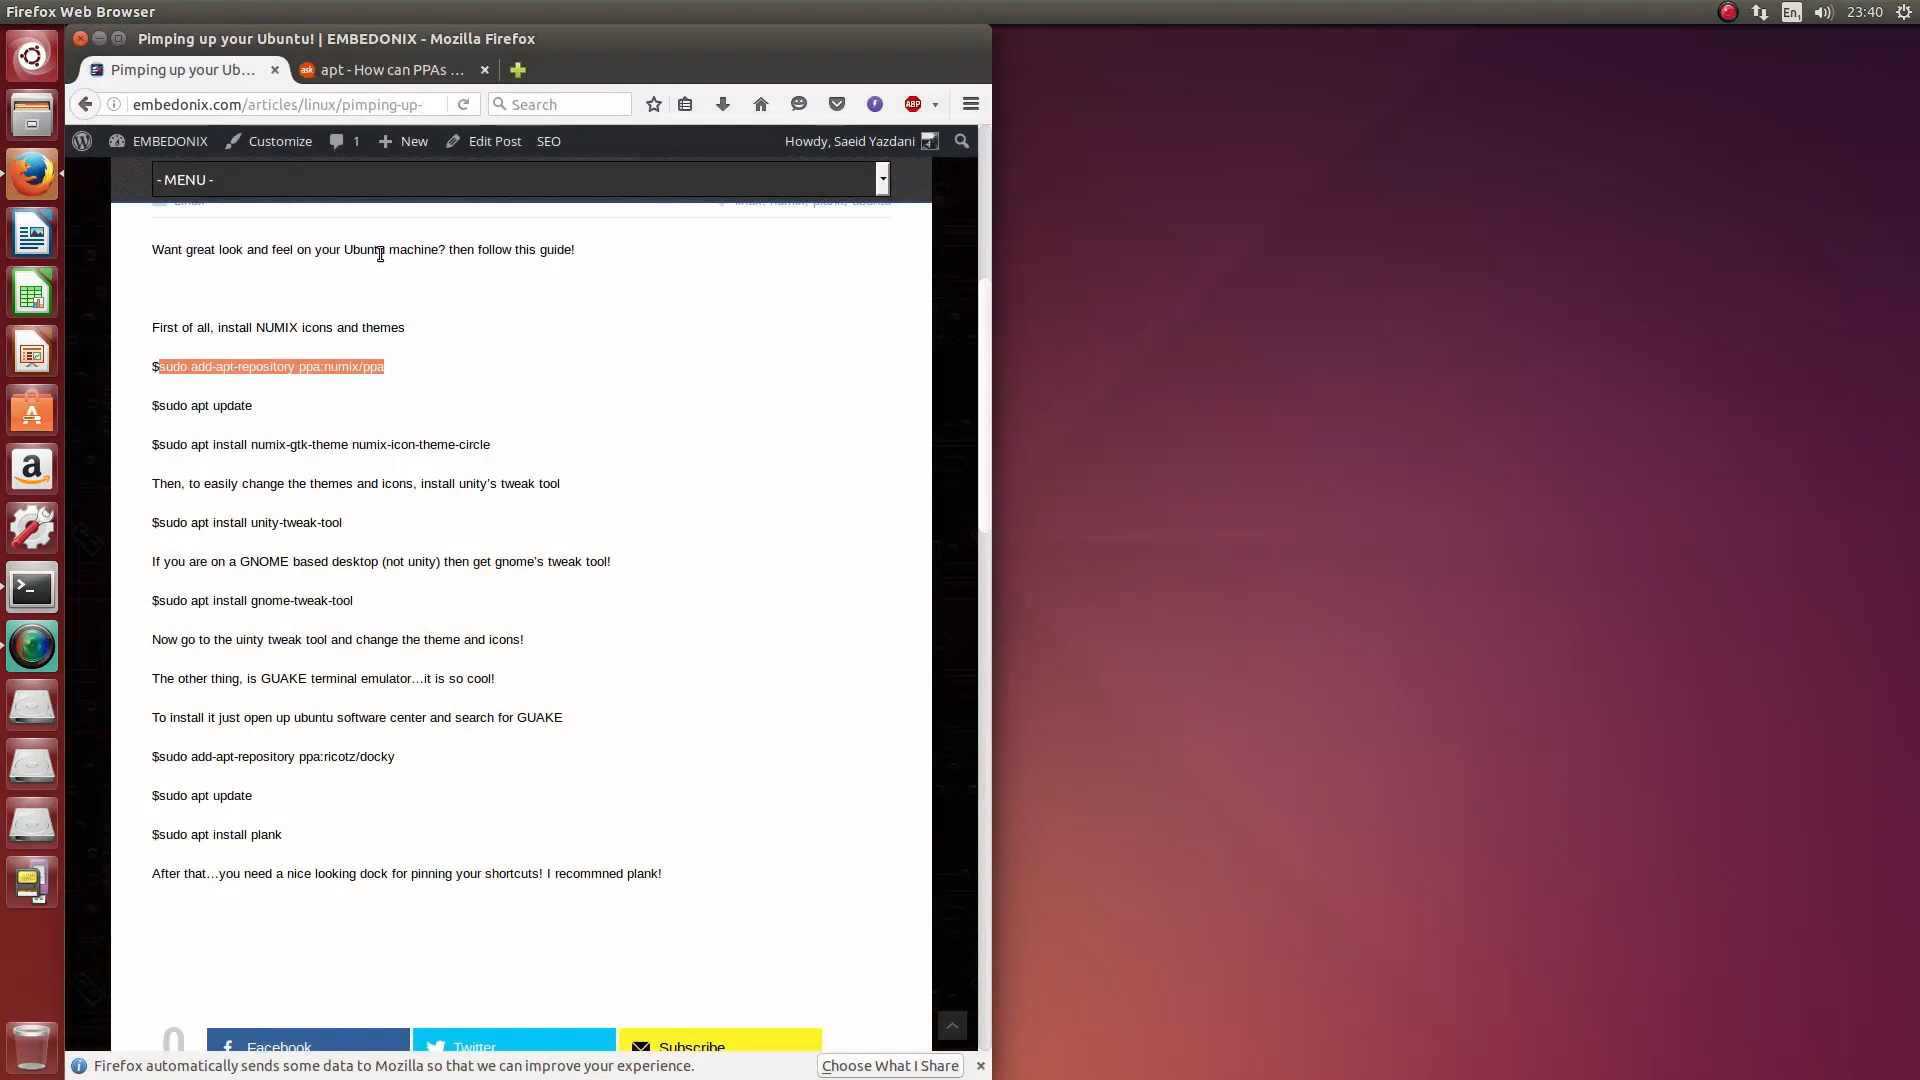 Firefox Web Browser
En1
23:40
Pimping up your Ubuntu! | EMBEDONIX - Mozilla Firefox
Pimping up your Ub...
ask
apt - How can PPAs ...
embedonix.com/articles/linux/pimping-up-
Search
ABP
EMBEDONIX
Customize
1
New
Edit Post
SEO
Howdy, Saeid Yazdani
- MENU -
Linux
linux, numix, plank, ubuntu
Want great look and feel on your Ubuntu machine? then follow this guide!
First of all, install NUMIX icons and themes
$sudo add-apt-repository ppa:numix/ppa
$sudo apt update
$sudo apt install numix-gtk-theme numix-icon-theme-circle
Then, to easily change the themes and icons, install unity’s tweak tool
$sudo apt install unity-tweak-tool
If you are on a GNOME based desktop (not unity) then get gnome’s tweak tool!
$sudo apt install gnome-tweak-tool
Now go to the uinty tweak tool and change the theme and icons!
The other thing, is GUAKE terminal emulator…it is so cool!
To install it just open up ubuntu software center and search for GUAKE
$sudo add-apt-repository ppa:ricotz/docky
$sudo apt update
$sudo apt install plank
After that…you need a nice looking dock for pinning your shortcuts! I recommned plank!
0
Facebook
Twitter
Subscribe
Firefox automatically sends some data to Mozilla so that we can improve your experience.
Choose What I Share